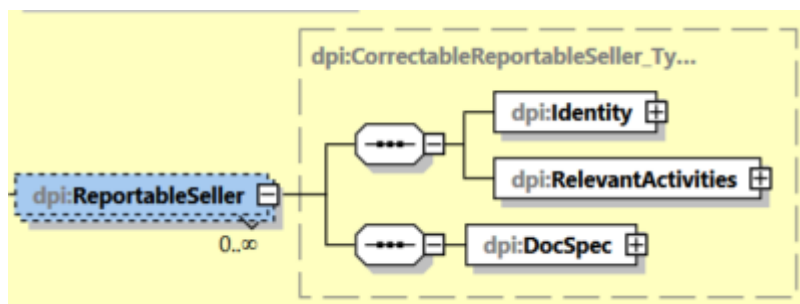 dpi:CorrectableReportableSeller_Ty...
dpi:Identity
dpi:RelevantActivities
dpi:ReportableSeller
0..∞
dpi:DocSpec